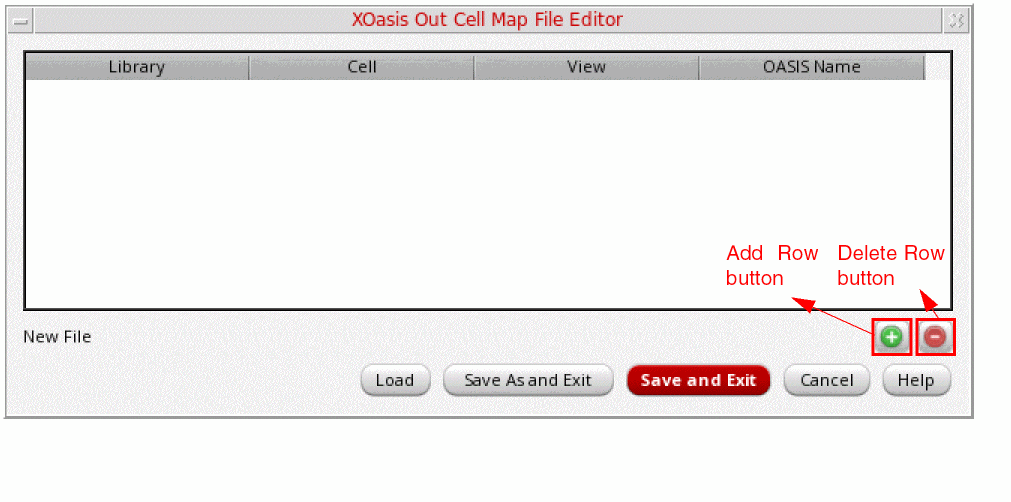 XOasis Out Cell Map File Editor
Library Cell View OASIS Name
Add Row button
Delete Row button
New File
Load Save As and Exit Save and Exit Cancel Help